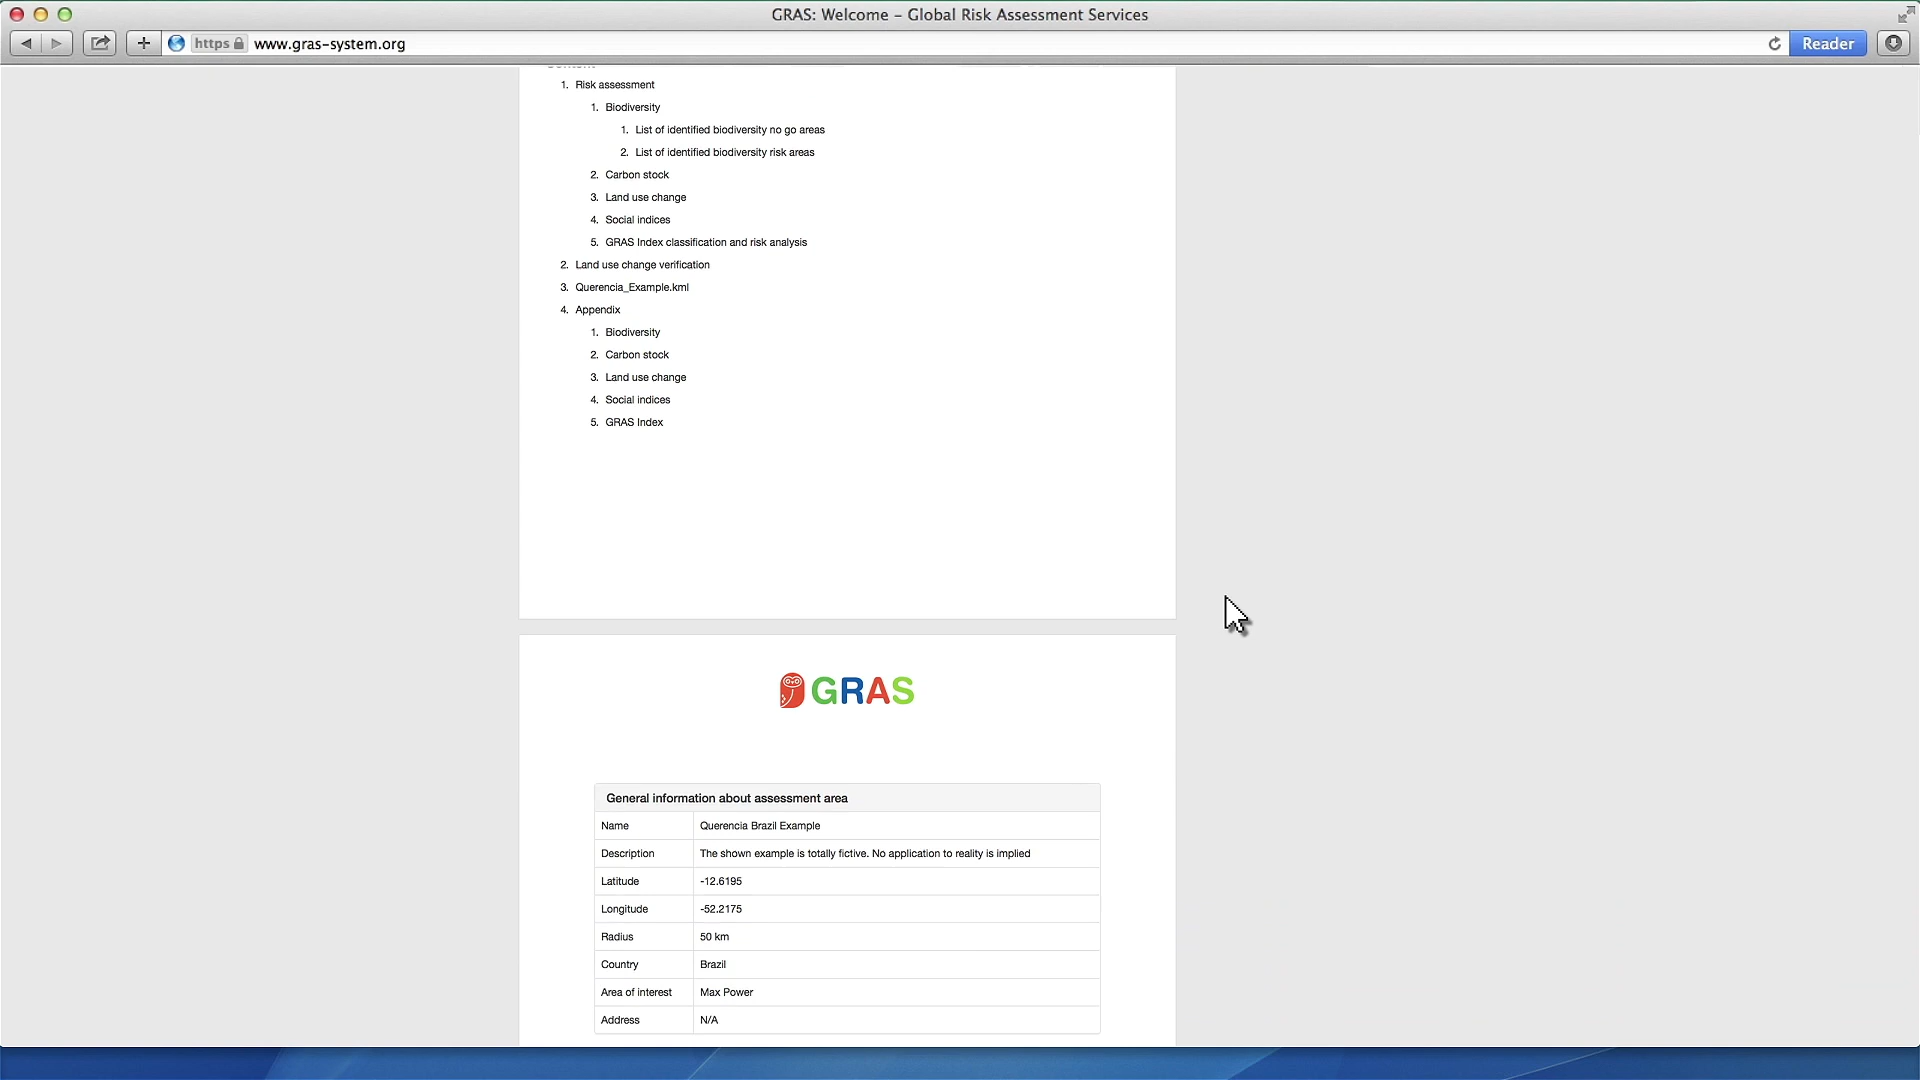 GRAS: Welcome – Global Risk Assessment Services
https www.gras-system.org Reader
1. Risk assessment
1. Biodiversity
1. List of identified biodiversity no go areas
2. List of identified biodiversity risk areas
2. Carbon stock
3. Land use change
4. Social indices
5. GRAS Index classification and risk analysis
2. Land use change verification
3. Querencia_Example.kml
4. Appendix
1. Biodiversity
2. Carbon stock
3. Land use change
4. Social indices
5. GRAS Index
GRAS
General information about assessment area
Name Querencia Brazil Example
Description The shown example is totally fictive. No application to reality is implied
Latitude -12.6195
Longitude -52.2175
Radius 50 km
Country Brazil
Area of interest Max Power
Address N/A